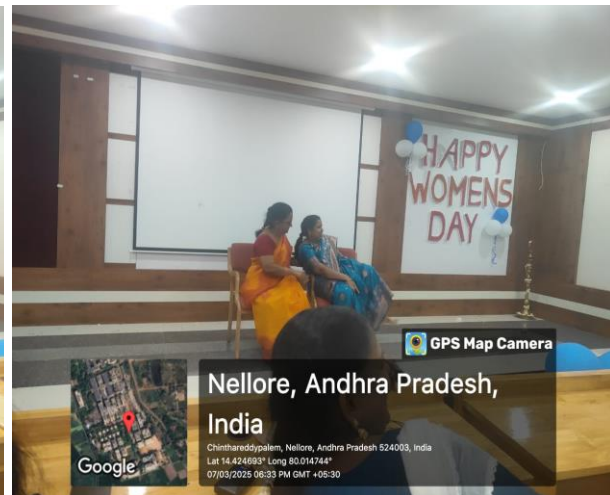 HAPPY
WOMENS
DAY
GPS Map Camera
Nellore, Andhra Pradesh,
India
Chinthareddypalem, Nellore, Andhra Pradesh 524003, India
Lat 14.424693° Long 80.014744°
07/03/2025 06:33 PM GMT +05:30
Google